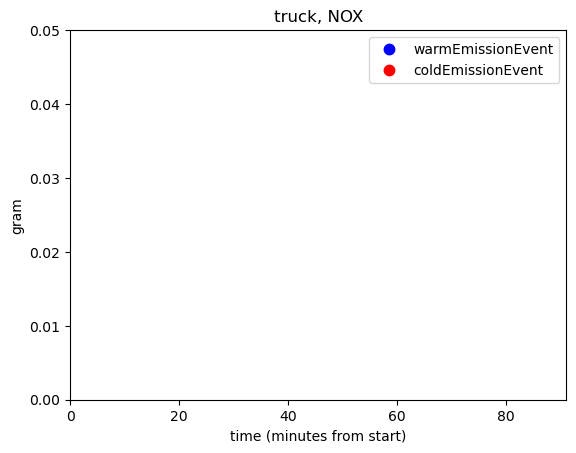 truck, NOX
warmEmissionEvent
coldEmissionEvent
0.05
0.04
0.03
0.02
0.01
0.00
gram
0
20
40
60
80
time (minutes from start)